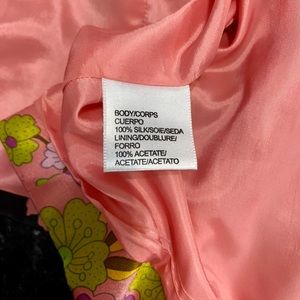 BODY/CORPS
CUERPO
100% SILK/SOIE/SEDA
LINING/DOUBLURE/
FORRO
100% ACETATE/
ACETATE/ACETATO